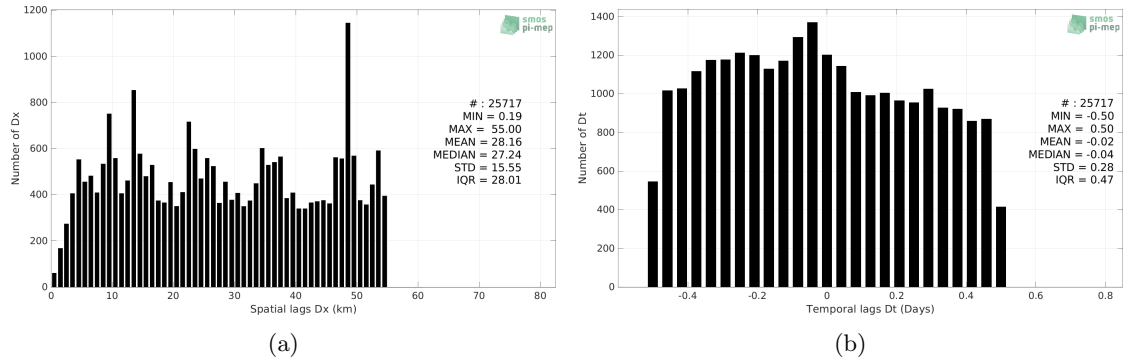 1200
1000
800
600
400
200
0
0 10 20 30 40 50 60 70 80
Spatial lags Dx (km)
Number of Dx
smos
pi-mep
# : 25717
MIN = 0.19
MAX = 55.00
MEAN = 28.16
MEDIAN = 27.24
STD = 15.55
IQR = 28.01
(a)
1400
1200
1000
800
600
400
200
0
-0.4 -0.2 0 0.2 0.4 0.6 0.8
Temporal lags Dt (Days)
Number of Dt
smos
pi-mep
# : 25717
MIN = -0.50
MAX = 0.50
MEAN = -0.02
MEDIAN = -0.04
STD = 0.28
IQR = 0.47
(b)